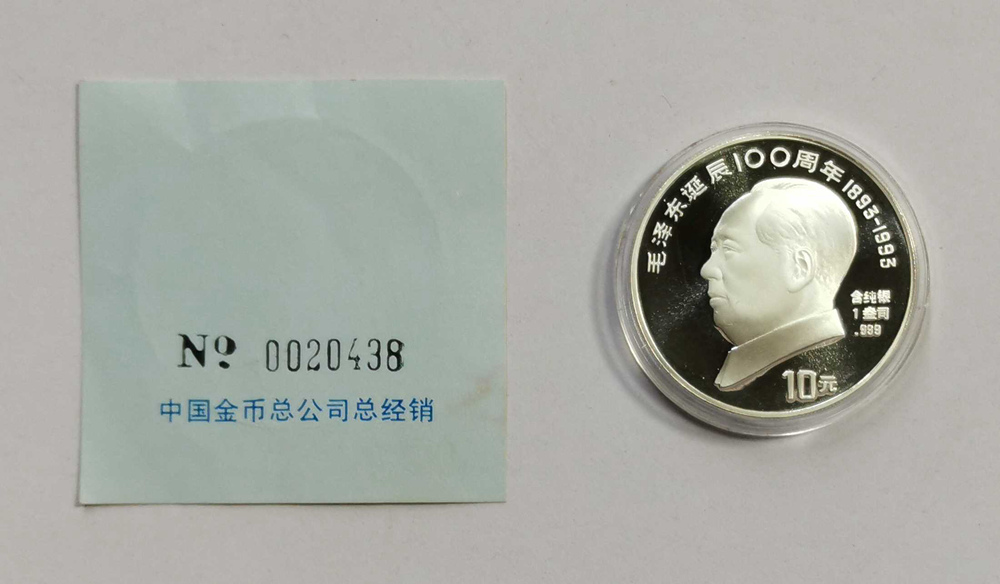 No 0020438
中国金币总公司总经销
毛泽东诞辰100周年1893-1993
含纯银
1盎司
.999
10元